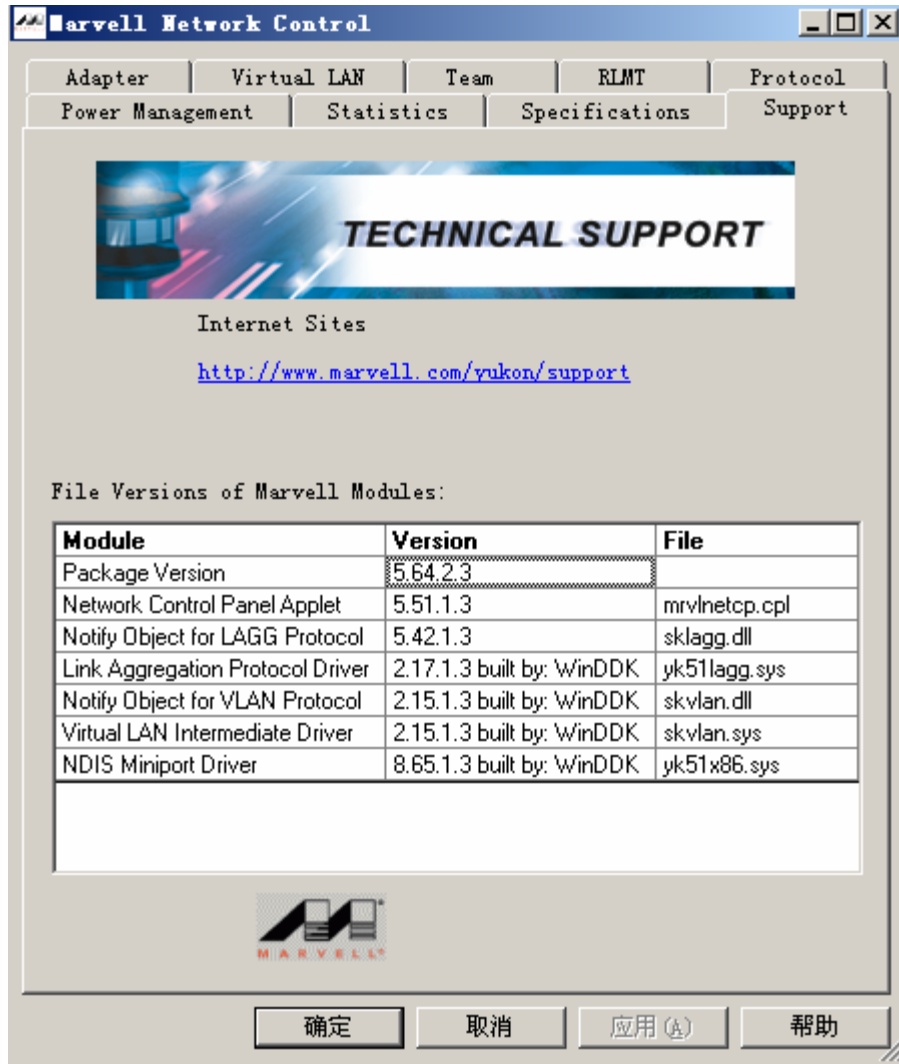 Marvell Network Control
Adapter Virtual LAN Team RLMT Protocol
Power Management Statistics Specifications Support
TECHNICAL SUPPORT
Internet Sites
http://www.marvell.com/yukon/support
File Versions of Marvell Modules:
Module Version File
Package Version 5.64.2.3
Network Control Panel Applet 5.51.1.3 mrvlnetcp.cpl
Notify Object for LAGG Protocol 5.42.1.3 sklagg.dll
Link Aggregation Protocol Driver 2.17.1.3 built by: WinDDK yk51lagg.sys
Notify Object for VLAN Protocol 2.15.1.3 built by: WinDDK skvlan.dll
Virtual LAN Intermediate Driver 2.15.1.3 built by: WinDDK skvlan.sys
NDIS Miniport Driver 8.65.1.3 built by: WinDDK yk51x86.sys
MARVELL®
确定 取消 应用(A) 帮助